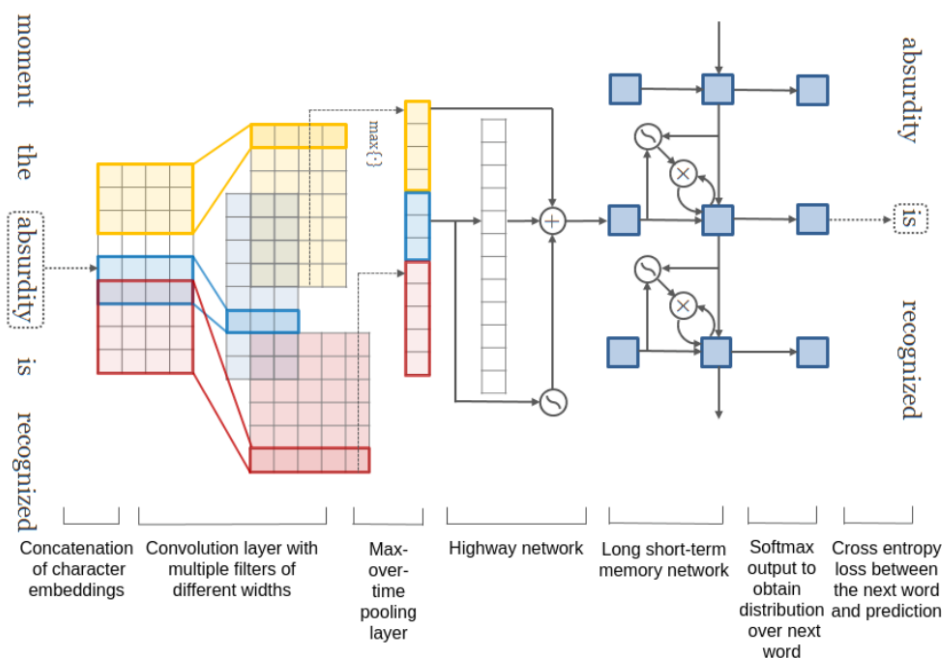 moment the absurdity is recognized
max{·}
absurdity is recognized
Concatenation
of character
embeddings
Convolution layer with
multiple filters of
different widths
Max-
over-
time
pooling
layer
Highway network
Long short-term
memory network
Softmax
output to
obtain
distribution
over next
word
Cross entropy
loss between
the next word
and prediction